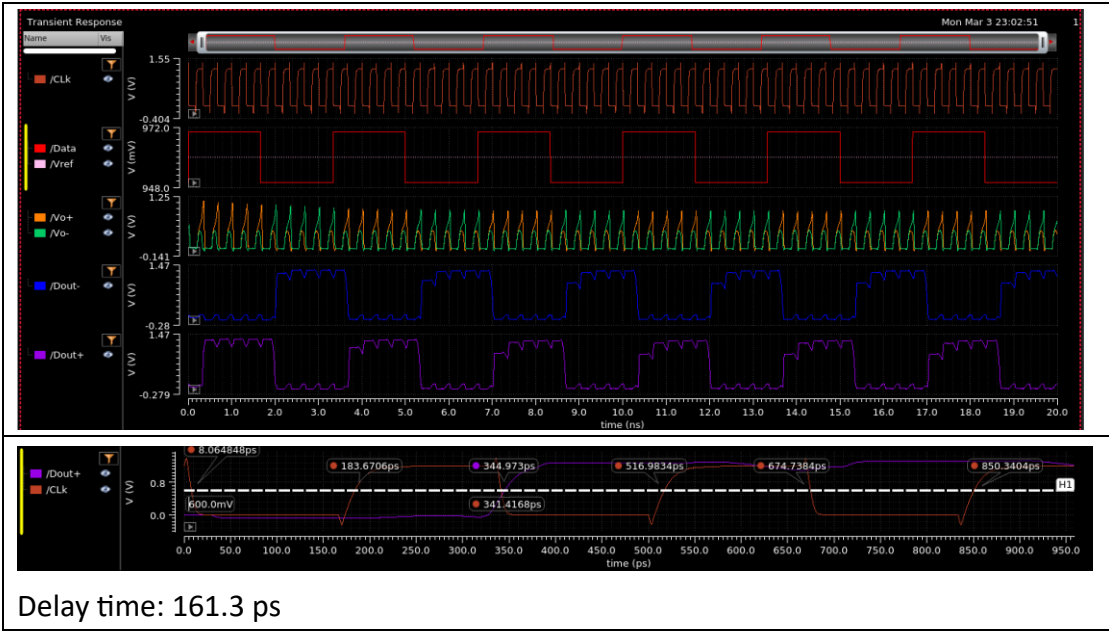 Transient Response Mon Mar 3 23:02:51 1
Name Vis
/CLk
V (V)
1.55
-0.404
/Data
/Vref
V (mV)
972.0
948.0
/Vo+
/Vo-
V (V)
1.25
-0.141
/Dout-
V (V)
1.47
-0.28
/Dout+
V (V)
1.47
-0.279
0.0 1.0 2.0 3.0 4.0 5.0 6.0 7.0 8.0 9.0 10.0 11.0 12.0 13.0 14.0 15.0 16.0 17.0 18.0 19.0 20.0
time (ns)
8.064848ps
183.6706ps 344.973ps 516.9834ps 674.7384ps 850.3404ps
/Dout+
/CLk
V (V)
0.8
0.0
H1
600.0mV 341.4168ps
0.0 50.0 100.0 150.0 200.0 250.0 300.0 350.0 400.0 450.0 500.0 550.0 600.0 650.0 700.0 750.0 800.0 850.0 900.0 950.0
time (ps)
Delay time: 161.3 ps